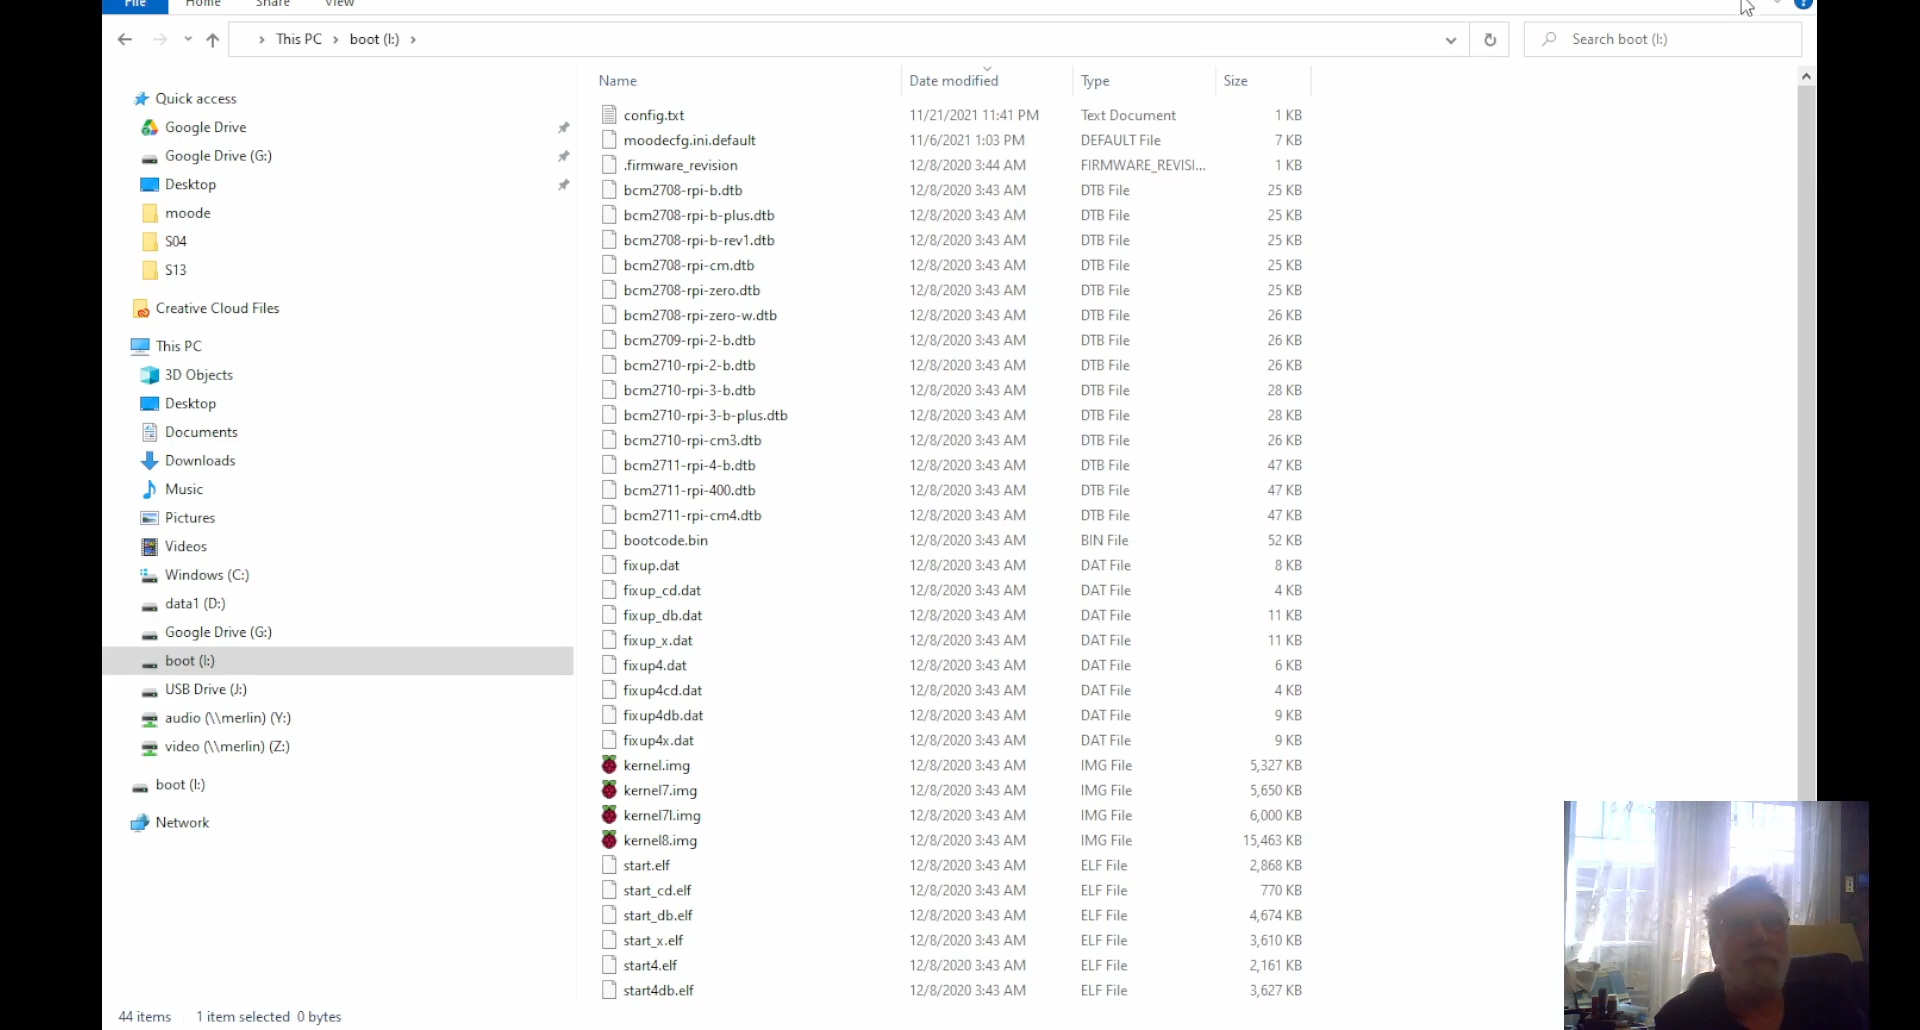 File Home Share View
This PC boot (I:) Search boot (I:)
Name Date modified Type Size
Quick access
Google Drive
Google Drive (G:)
Desktop
moode
S04
S13
Creative Cloud Files
This PC
3D Objects
Desktop
Documents
Downloads
Music
Pictures
Videos
Windows (C:)
data1 (D:)
Google Drive (G:)
boot (I:)
USB Drive (J:)
audio (\\merlin) (Y:)
video (\\merlin) (Z:)
boot (I:)
Network
config.txt 11/21/2021 11:41 PM Text Document 1 KB
moodecfg.ini.default 11/6/2021 1:03 PM DEFAULT File 7 KB
.firmware_revision 12/8/2020 3:44 AM FIRMWARE_REVISI... 1 KB
bcm2708-rpi-b.dtb 12/8/2020 3:43 AM DTB File 25 KB
bcm2708-rpi-b-plus.dtb 12/8/2020 3:43 AM DTB File 25 KB
bcm2708-rpi-b-rev1.dtb 12/8/2020 3:43 AM DTB File 25 KB
bcm2708-rpi-cm.dtb 12/8/2020 3:43 AM DTB File 25 KB
bcm2708-rpi-zero.dtb 12/8/2020 3:43 AM DTB File 25 KB
bcm2708-rpi-zero-w.dtb 12/8/2020 3:43 AM DTB File 26 KB
bcm2709-rpi-2-b.dtb 12/8/2020 3:43 AM DTB File 26 KB
bcm2710-rpi-2-b.dtb 12/8/2020 3:43 AM DTB File 26 KB
bcm2710-rpi-3-b.dtb 12/8/2020 3:43 AM DTB File 28 KB
bcm2710-rpi-3-b-plus.dtb 12/8/2020 3:43 AM DTB File 28 KB
bcm2710-rpi-cm3.dtb 12/8/2020 3:43 AM DTB File 26 KB
bcm2711-rpi-4-b.dtb 12/8/2020 3:43 AM DTB File 47 KB
bcm2711-rpi-400.dtb 12/8/2020 3:43 AM DTB File 47 KB
bcm2711-rpi-cm4.dtb 12/8/2020 3:43 AM DTB File 47 KB
bootcode.bin 12/8/2020 3:43 AM BIN File 52 KB
fixup.dat 12/8/2020 3:43 AM DAT File 8 KB
fixup_cd.dat 12/8/2020 3:43 AM DAT File 4 KB
fixup_db.dat 12/8/2020 3:43 AM DAT File 11 KB
fixup_x.dat 12/8/2020 3:43 AM DAT File 11 KB
fixup4.dat 12/8/2020 3:43 AM DAT File 6 KB
fixup4cd.dat 12/8/2020 3:43 AM DAT File 4 KB
fixup4db.dat 12/8/2020 3:43 AM DAT File 9 KB
fixup4x.dat 12/8/2020 3:43 AM DAT File 9 KB
kernel.img 12/8/2020 3:43 AM IMG File 5,327 KB
kernel7.img 12/8/2020 3:43 AM IMG File 5,650 KB
kernel7l.img 12/8/2020 3:43 AM IMG File 6,000 KB
kernel8.img 12/8/2020 3:43 AM IMG File 15,463 KB
start.elf 12/8/2020 3:43 AM ELF File 2,868 KB
start_cd.elf 12/8/2020 3:43 AM ELF File 770 KB
start_db.elf 12/8/2020 3:43 AM ELF File 4,674 KB
start_x.elf 12/8/2020 3:43 AM ELF File 3,610 KB
start4.elf 12/8/2020 3:43 AM ELF File 2,161 KB
start4db.elf 12/8/2020 3:43 AM ELF File 3,627 KB
44 items 1 item selected 0 bytes